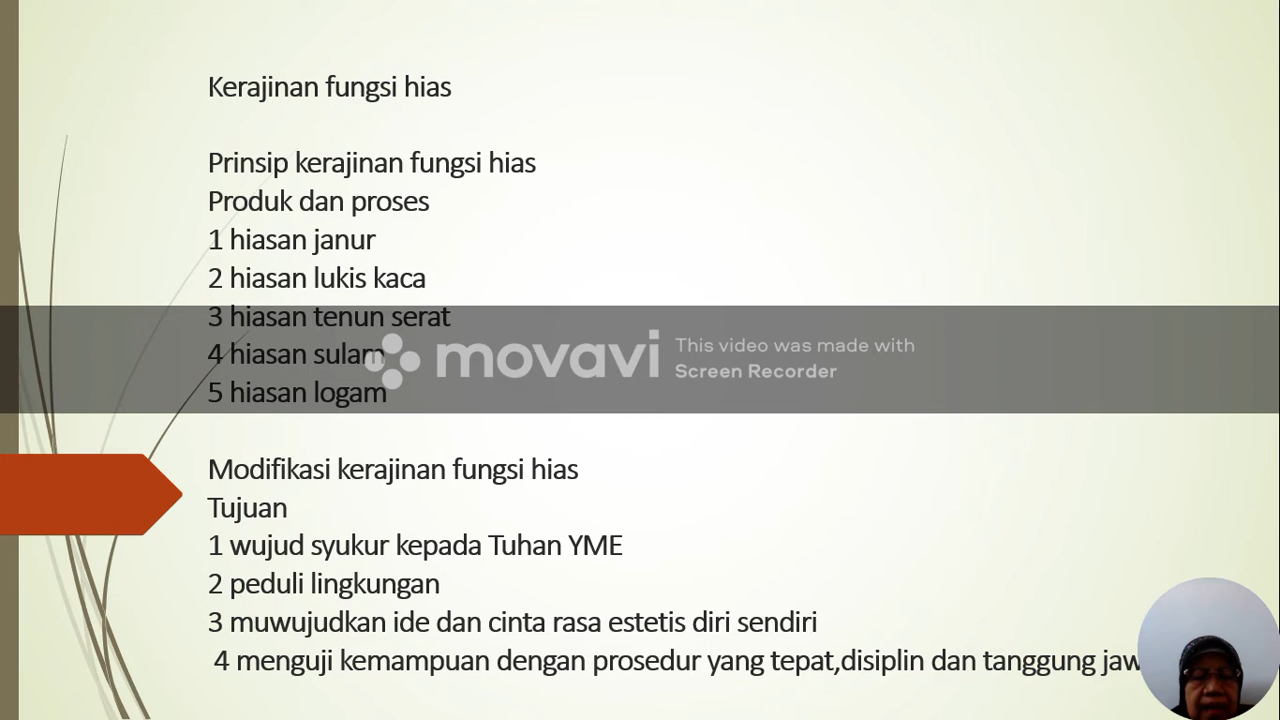 Kerajinan fungsi hias
Prinsip kerajinan fungsi hias
Produk dan proses
1 hiasan janur
2 hiasan lukis kaca
3 hiasan tenun serat
4 hiasan sulam
5 hiasan logam
movavi
This video was made with
Screen Recorder
Modifikasi kerajinan fungsi hias
Tujuan
1 wujud syukur kepada Tuhan YME
2 peduli lingkungan
3 muwujudkan ide dan cinta rasa estetis diri sendiri
4 menguji kemampuan dengan prosedur yang tepat,disiplin dan tanggung